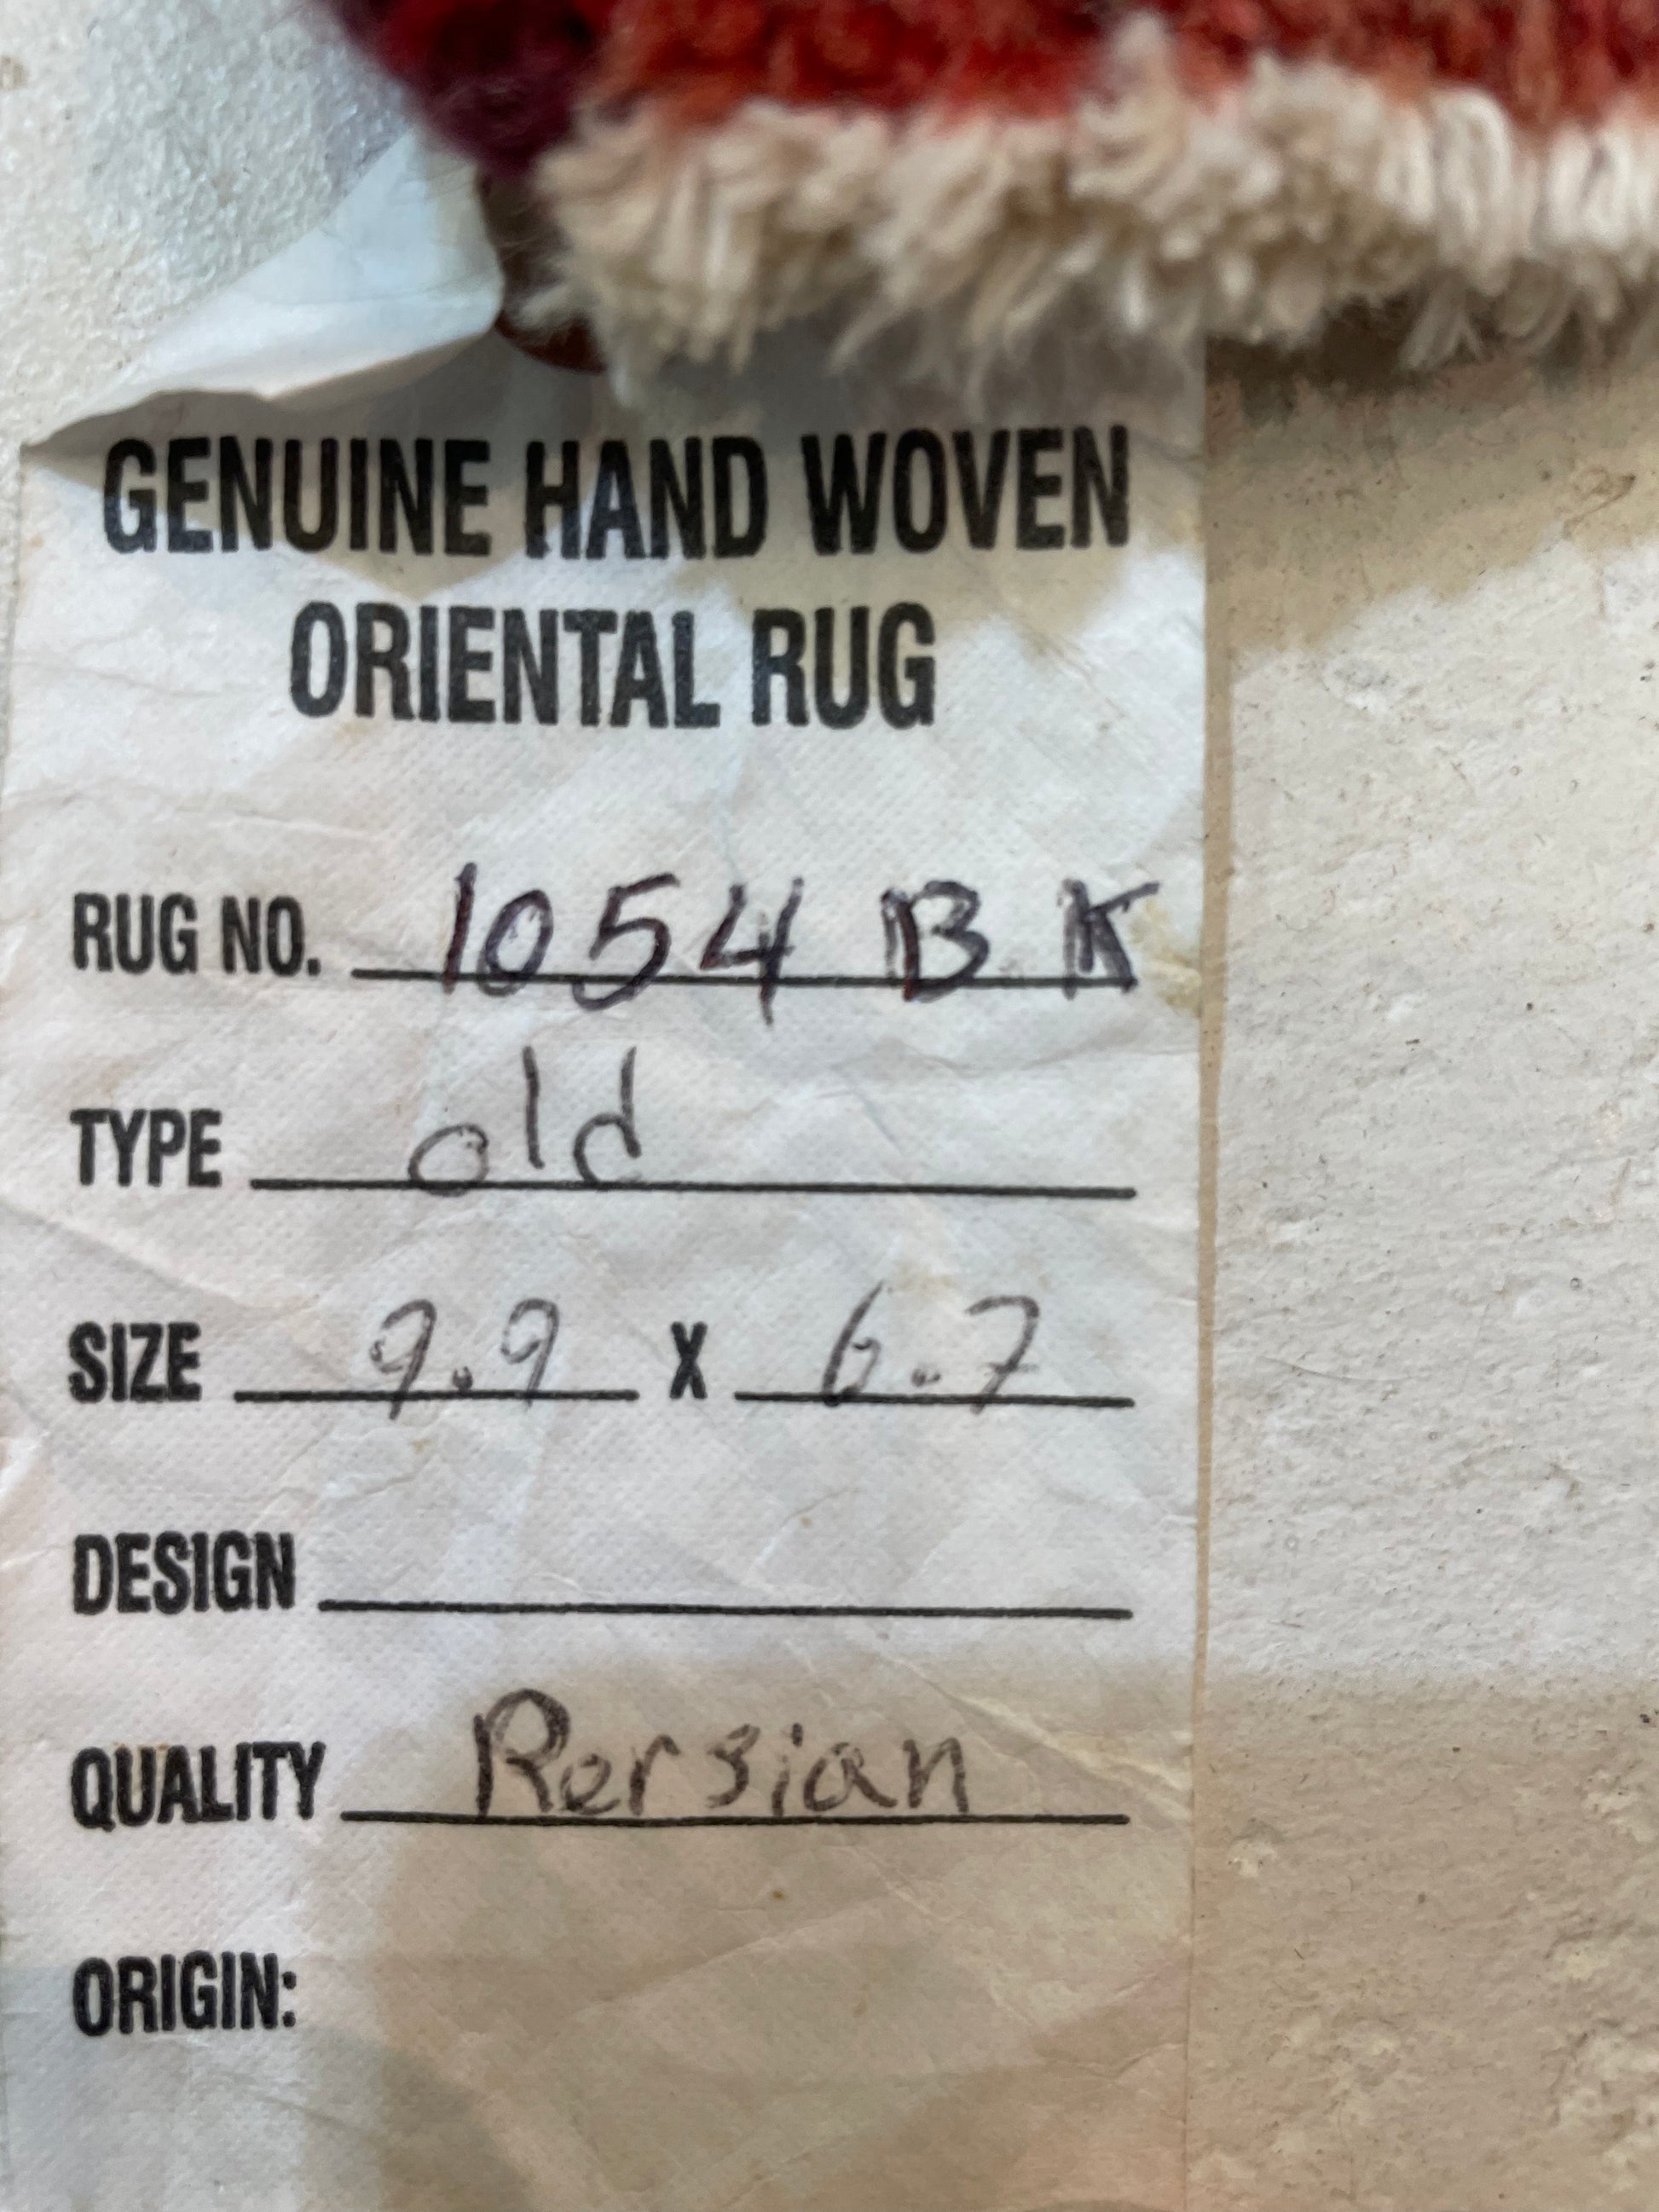 GENUINE HAND WOVEN
ORIENTAL RUG
RUG NO. 1054 B K
TYPE old
SIZE 9.9 X 6.7
DESIGN
QUALITY Persian
ORIGIN: